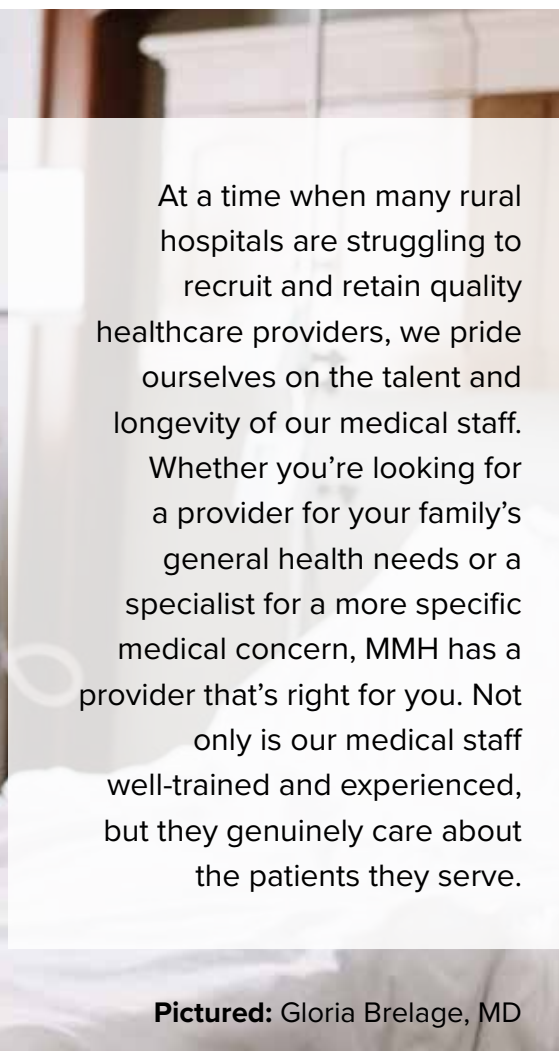 At a time when many rural
hospitals are struggling to
recruit and retain quality
healthcare providers, we pride
ourselves on the talent and
longevity of our medical staff.
Whether you’re looking for
a provider for your family’s
general health needs or a
specialist for a more specific
medical concern, MMH has a
provider that’s right for you. Not
only is our medical staff
well-trained and experienced,
but they genuinely care about
the patients they serve.
Pictured: Gloria Brelage, MD